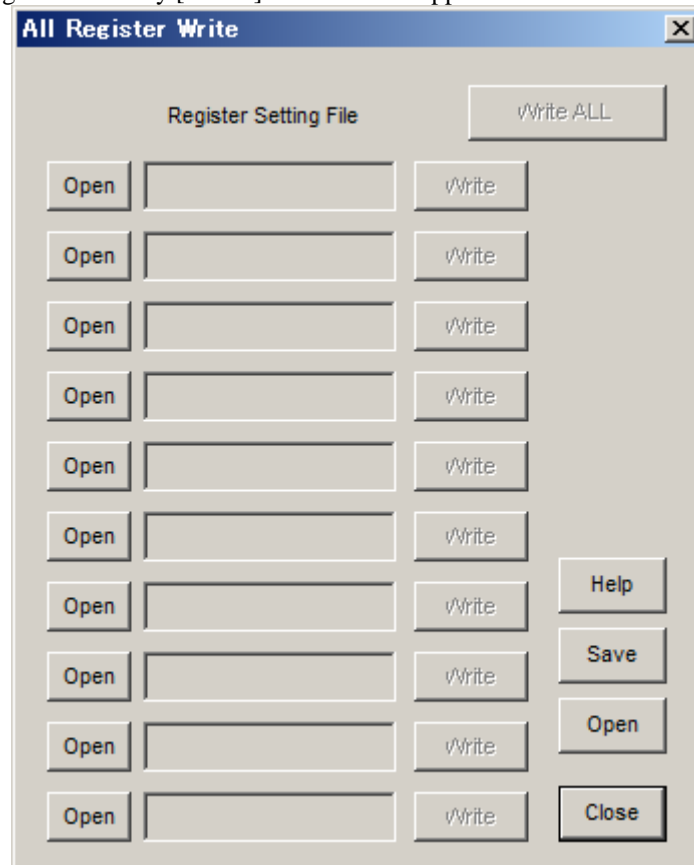 All Register Write
Register Setting File
Write ALL
Open Write
Open Write
Open Write
Open Write
Open Write
Open Write
Open Write
Help
Open Write
Save
Open Write
Open
Open Write
Close